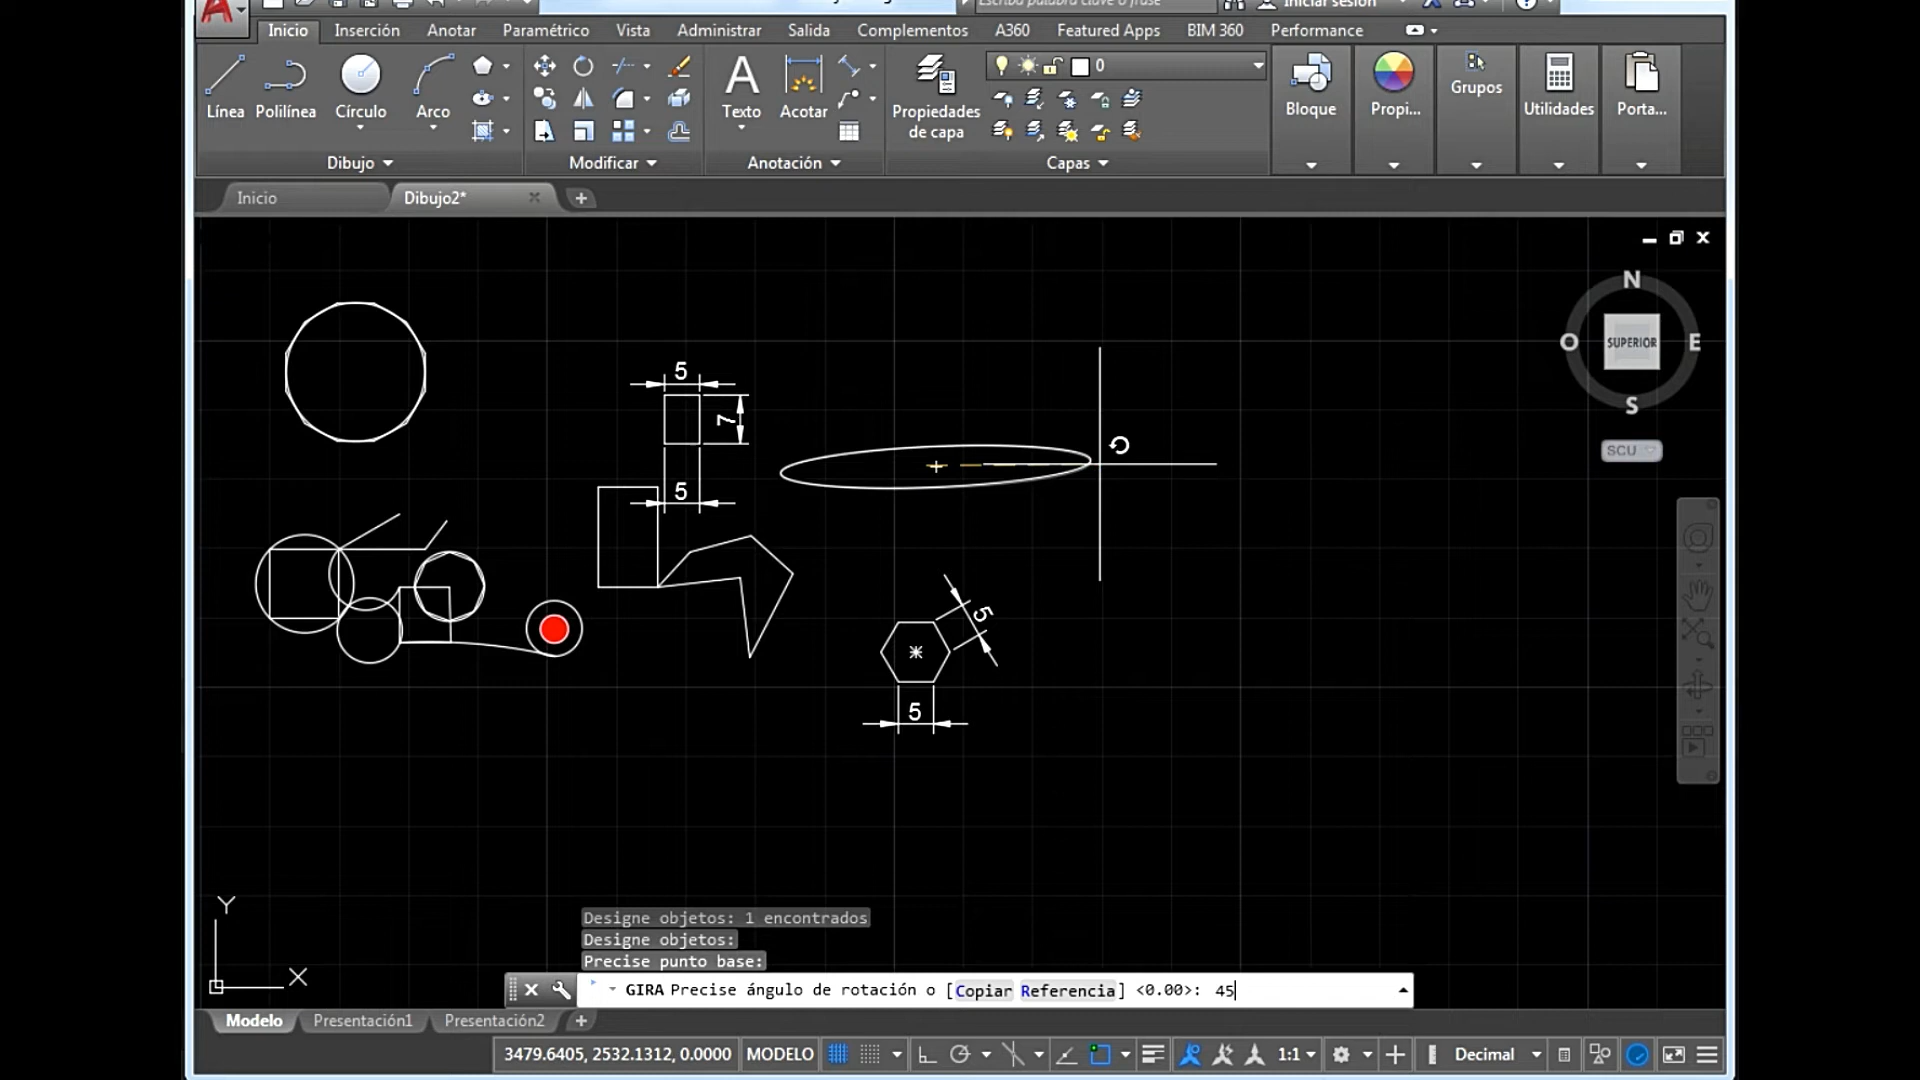 Escriba palabra clave o frase
Iniciar sesión
Inicio Inserción Anotar Paramétrico Vista Administrar Salida Complementos A360 Featured Apps BIM 360 Performance
0
Línea Polilínea Círculo Arco
A
Texto Acotar
Propiedades
de capa
Bloque Propi... Grupos Utilidades Porta...
Dibujo Modificar Anotación Capas
Inicio Dibujo2*
N
O SUPERIOR E
S
SCU
5
7
5
5
5
Y
X
Designe objetos: 1 encontrados
Designe objetos:
Precise punto base:
GIRA Precise ángulo de rotación o [Copiar Referencia] <0.00>: 45
Modelo Presentación1 Presentación2
3479.6405, 2532.1312, 0.0000 MODELO 1:1 Decimal